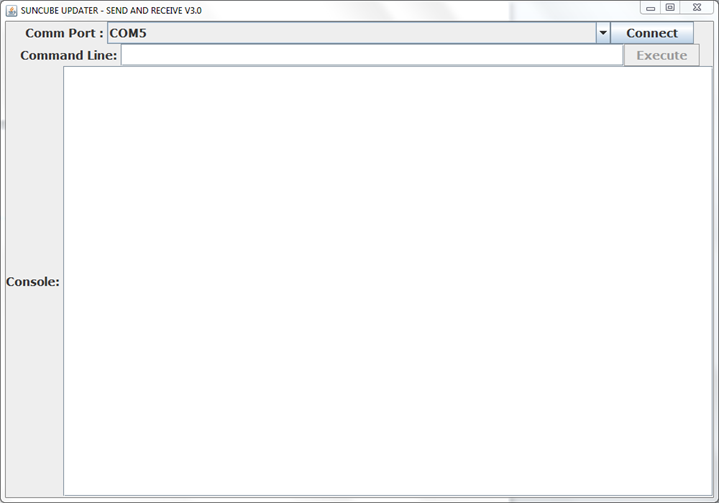 SUNCUBE UPDATER - SEND AND RECEIVE V3.0
Comm Port : COM5 Connect
Command Line: Execute
Console: